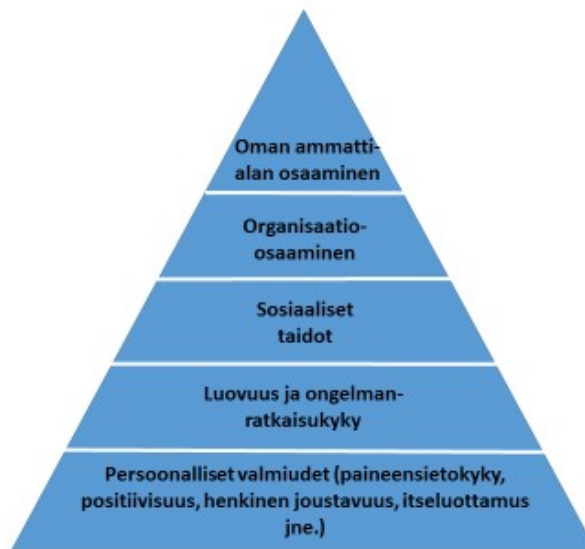 Oman ammatti-
alan osaaminen
Organisaatio-
osaaminen
Sosiaaliset
taidot
Luovuus ja ongelman-
ratkaisukyky
Persoonalliset valmiudet (paineensietokyky,
positiivisuus, henkinen joustavuus, itseluottamus
jne.)